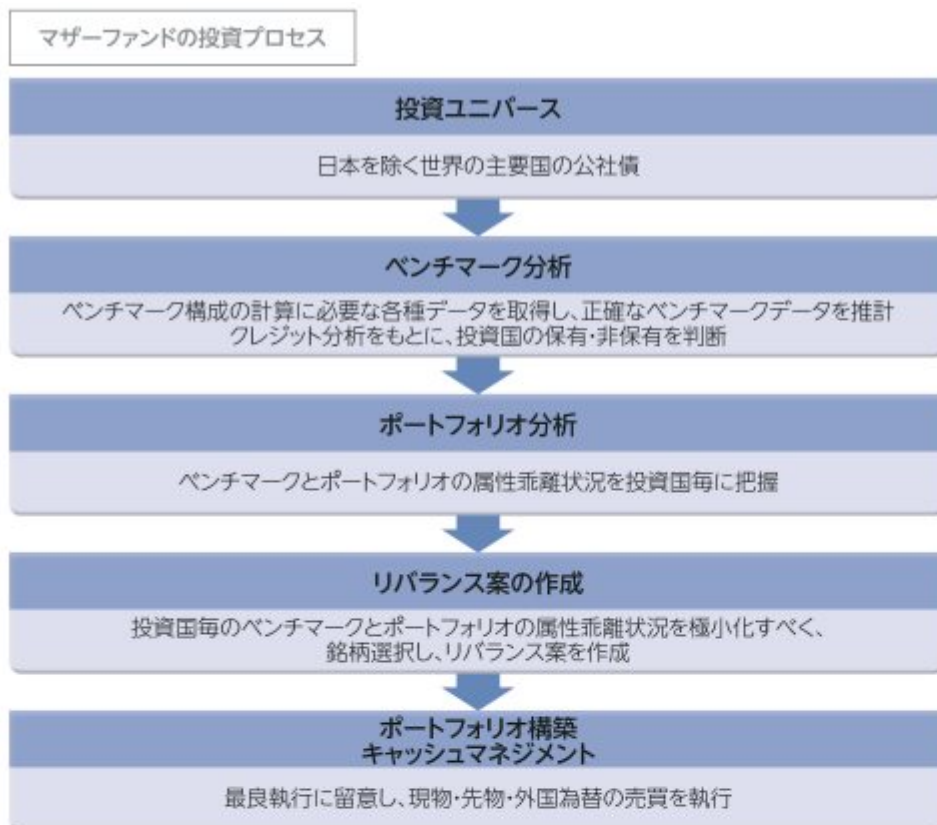 マザーファンドの投資プロセス
投資ユニバース
日本を除く世界の主要国の公社債
ベンチマーク分析
ベンチマーク構成の計算に必要な各種データを取得し、正確なベンチマークデータを推計
クレジット分析をもとに、投資国の保有・非保有を判断
ポートフォリオ分析
ベンチマークとポートフォリオの属性乖離状況を投資国毎に把握
リバランス案の作成
投資国毎のベンチマークとポートフォリオの属性乖離状況を極小化すべく、
銘柄選択し、リバランス案を作成
ポートフォリオ構築
キャッシュマネジメント
最良執行に留意し、現物・先物・外国為替の売買を執行